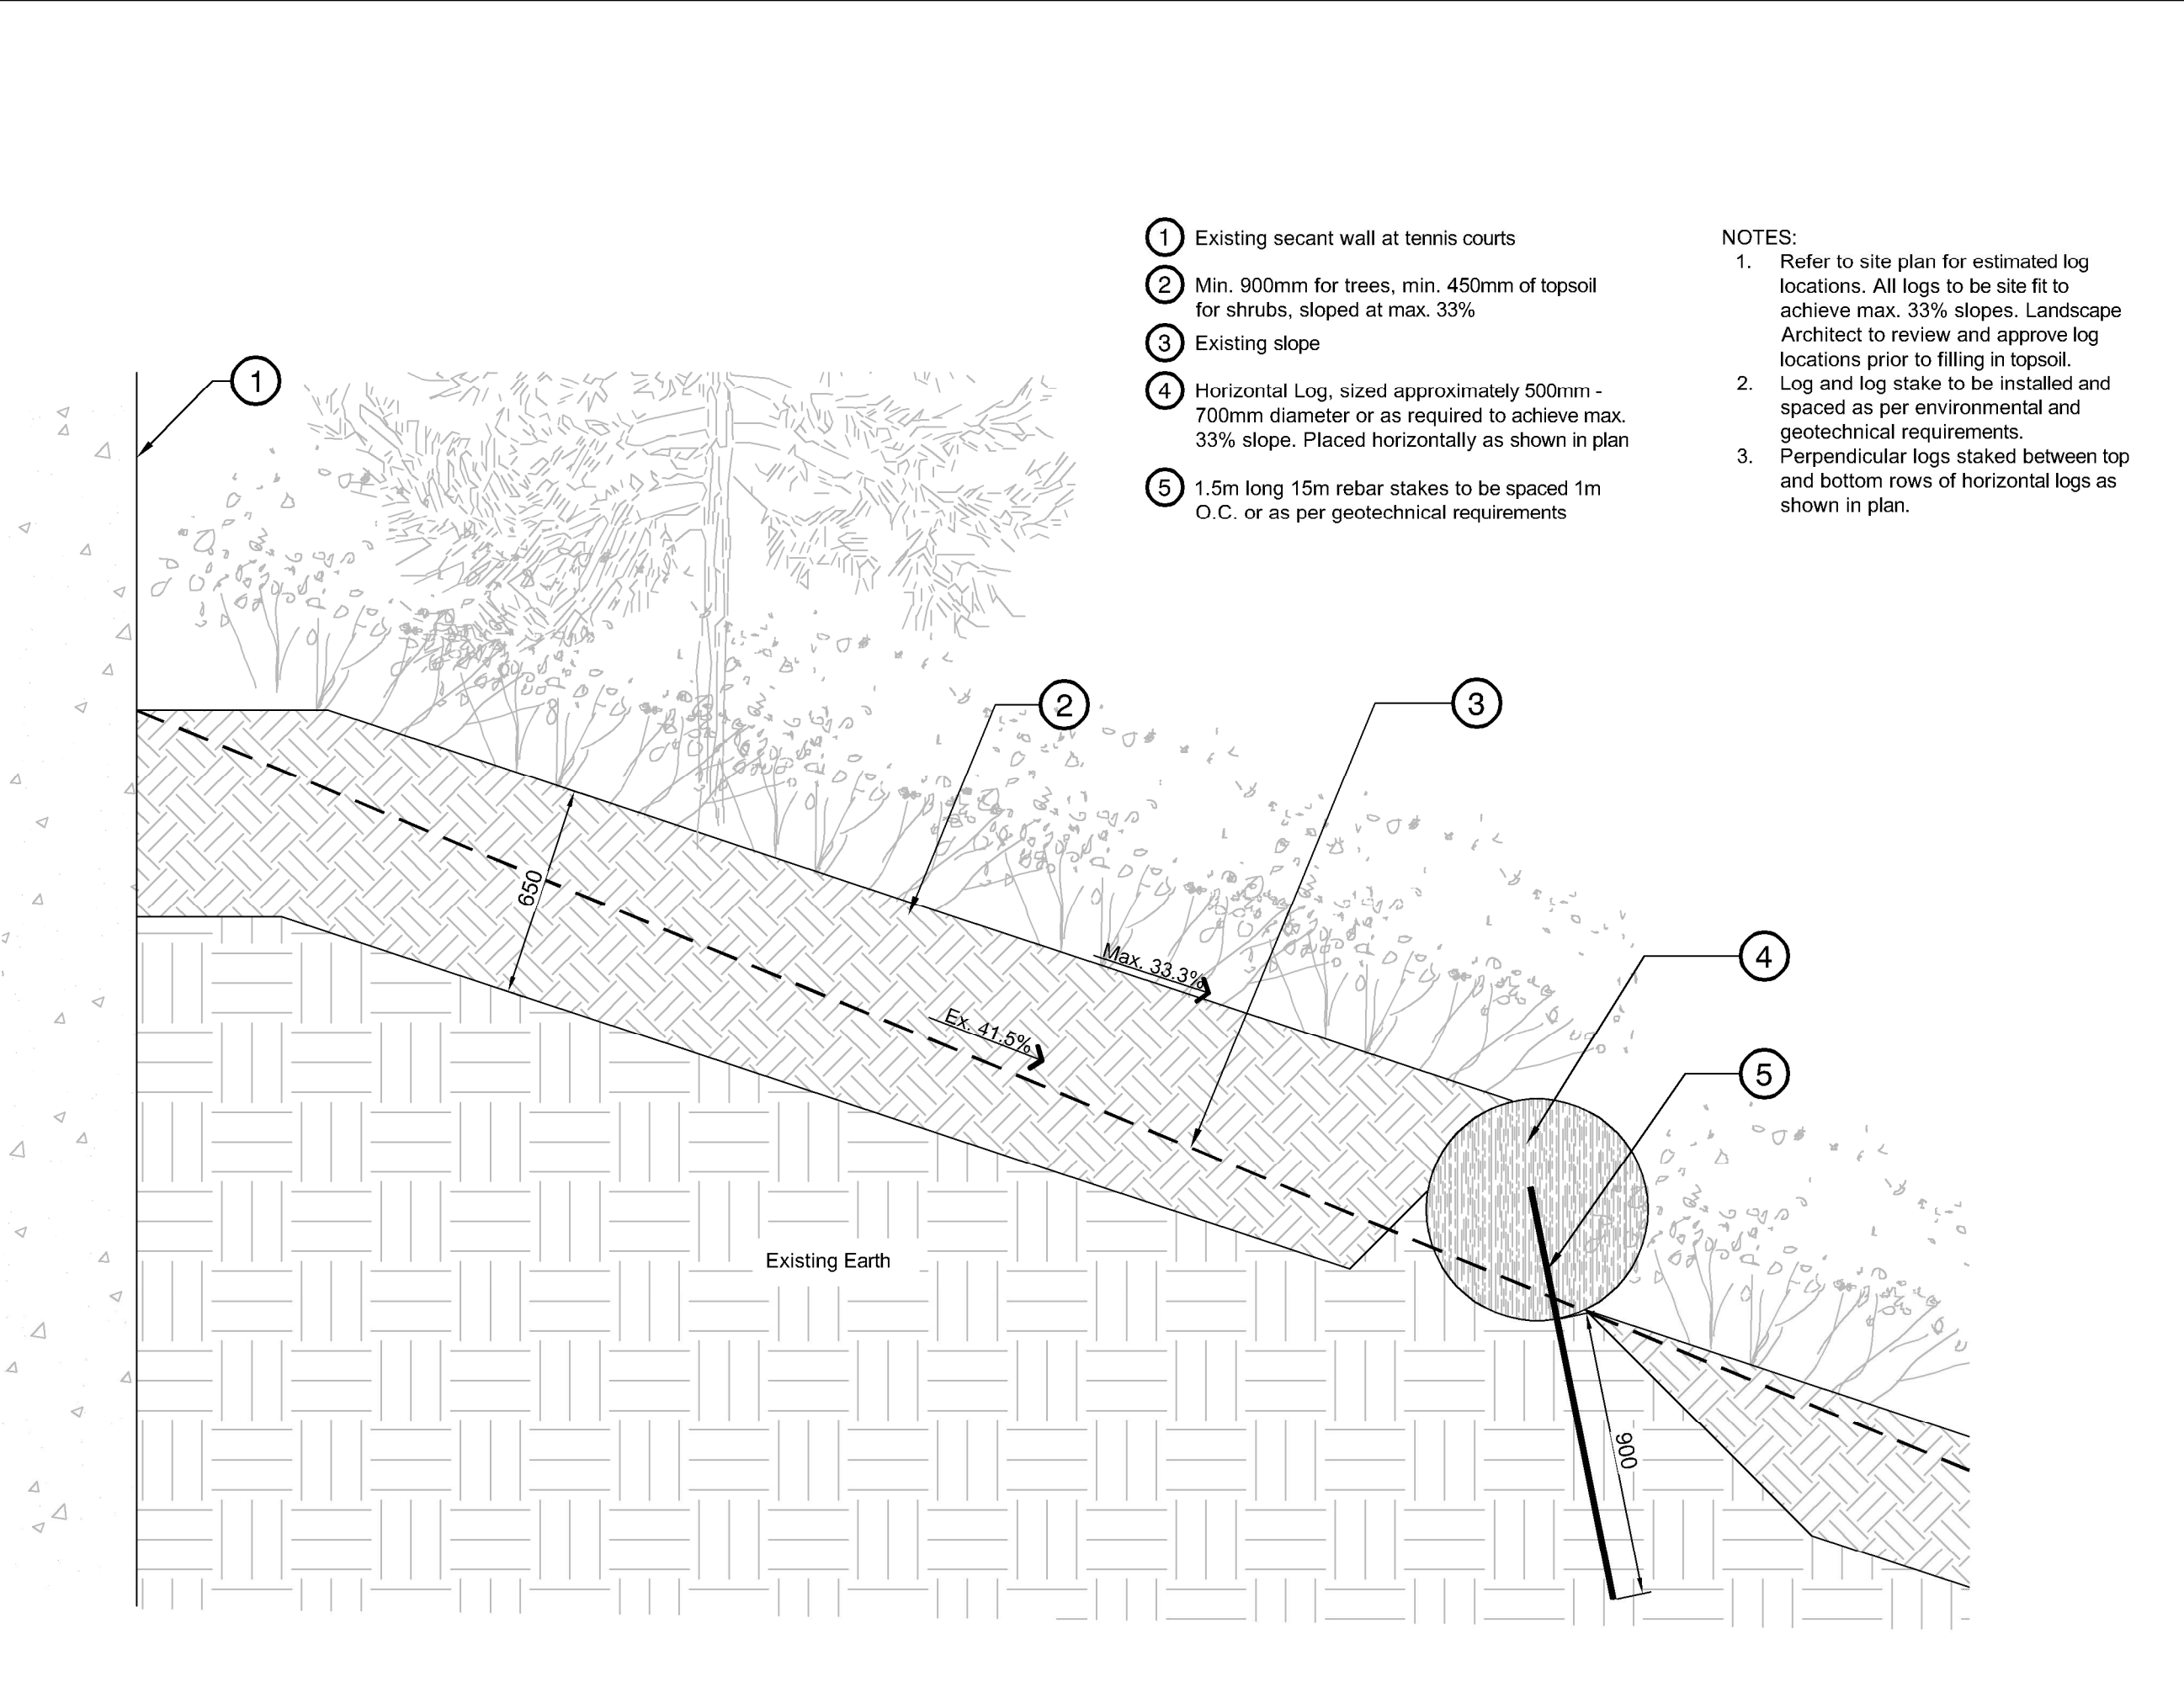 1 Existing secant wall at tennis courts
2 Min. 900mm for trees, min. 450mm of topsoil
for shrubs, sloped at max. 33%
3 Existing slope
4 Horizontal Log, sized approximately 500mm -
700mm diameter or as required to achieve max.
33% slope. Placed horizontally as shown in plan
5 1.5m long 15m rebar stakes to be spaced 1m
O.C. or as per geotechnical requirements
NOTES:
1. Refer to site plan for estimated log
locations. All logs to be site fit to
achieve max. 33% slopes. Landscape
Architect to review and approve log
locations prior to filling in topsoil.
2. Log and log stake to be installed and
spaced as per environmental and
geotechnical requirements.
3. Perpendicular logs staked between top
and bottom rows of horizontal logs as
shown in plan.
1
2
3
650
Max. 33.3%
4
Ex. 41.5%
5
Existing Earth
900